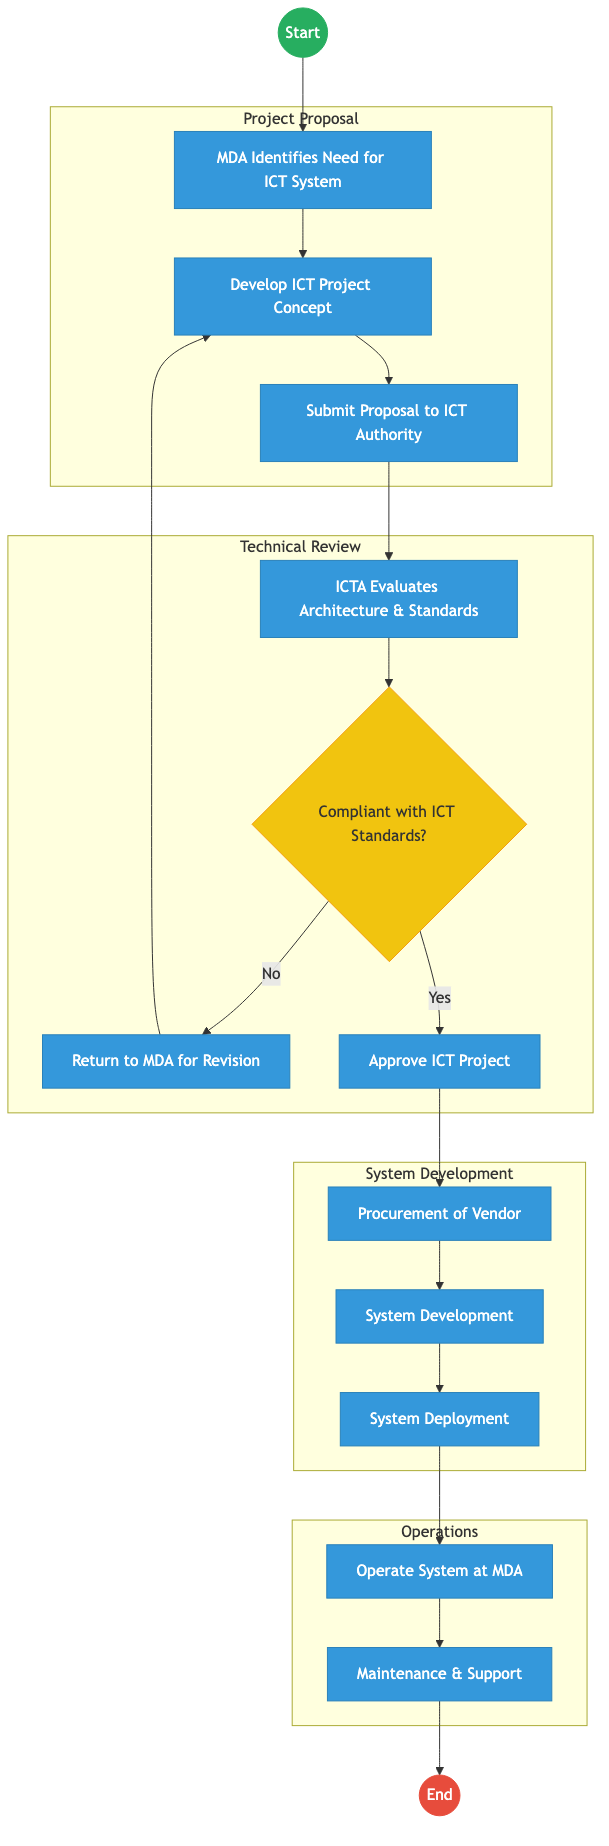 Start
Project Proposal
MDA Identifies Need for
ICT System
Develop ICT Project
Concept
Submit Proposal to ICT
Authority
Technical Review
ICTA Evaluates
Architecture & Standards
Compliant with ICT
Standards?
No
Yes
Return to MDA for Revision
Approve ICT Project
System Development
Procurement of Vendor
System Development
System Deployment
Operations
Operate System at MDA
Maintenance & Support
End